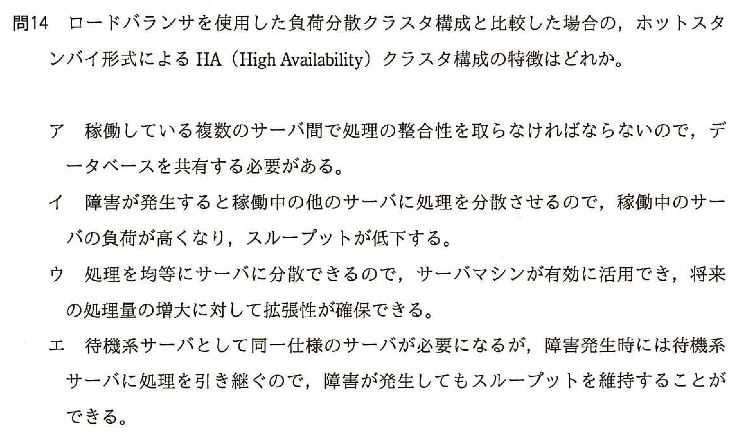 問14 ロードバランサを使用した負荷分散クラスタ構成と比較した場合の，ホットスタ
ンバイ形式による HA（High Availability）クラスタ構成の特徴はどれか。
ア 稼働している複数のサーバ間で処理の整合性を取らなければならないので，デ
ータベースを共有する必要がある。
イ 障害が発生すると稼働中の他のサーバに処理を分散させるので，稼働中のサー
バの負荷が高くなり，スループットが低下する。
ウ 処理を均等にサーバに分散できるので，サーバマシンが有効に活用でき，将来
の処理量の増大に対して拡張性が確保できる。
エ 待機系サーバとして同一仕様のサーバが必要になるが，障害発生時には待機系
サーバに処理を引き継ぐので，障害が発生してもスループットを維持することが
できる。